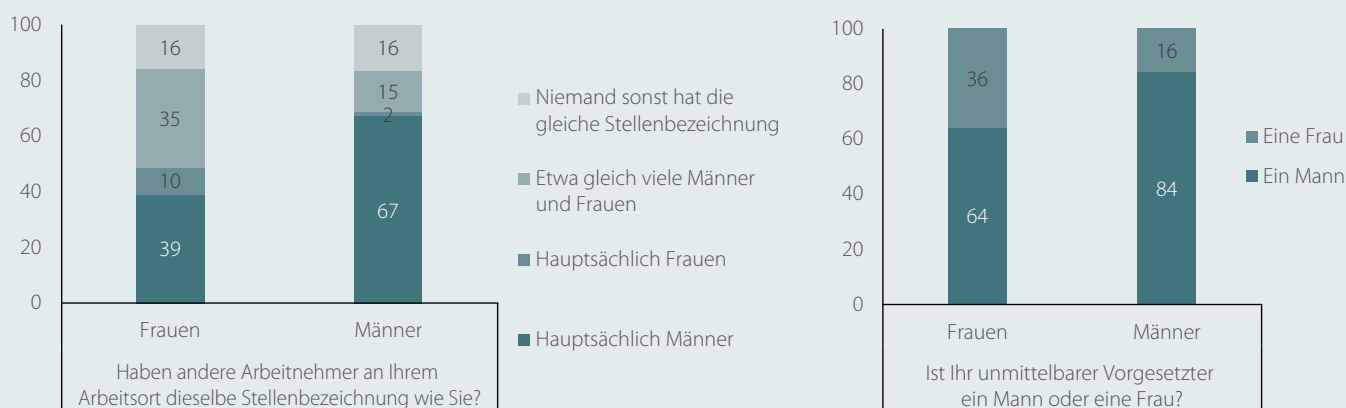 100
80
60
40
20
0
16
35
10
39
16
15
2
67
Frauen
Männer
Haben andere Arbeitnehmer an Ihrem
Arbeitsort dieselbe Stellenbezeichnung wie Sie?
Niemand sonst hat die
gleiche Stellenbezeichnung
Etwa gleich viele Männer
und Frauen
Hauptsächlich Frauen
Hauptsächlich Männer
100
80
60
40
20
0
36
64
16
84
Frauen
Männer
Ist Ihr unmittelbarer Vorgesetzter
ein Mann oder eine Frau?
Eine Frau
Ein Mann